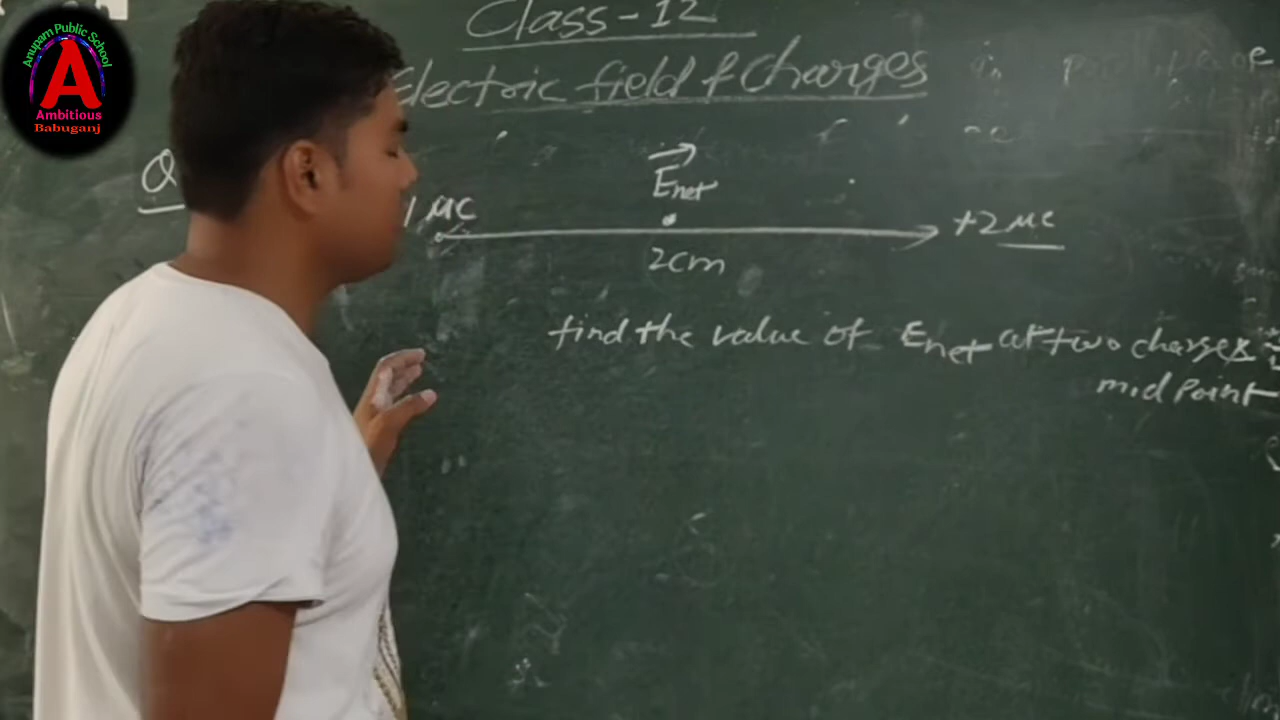 Anupam Public School
A
Ambitious
Babuganj
Class-12
Electric field & Charges
Q
Enet
1 μc
+2μc
2cm
find the value of Enet at two charges
mid point